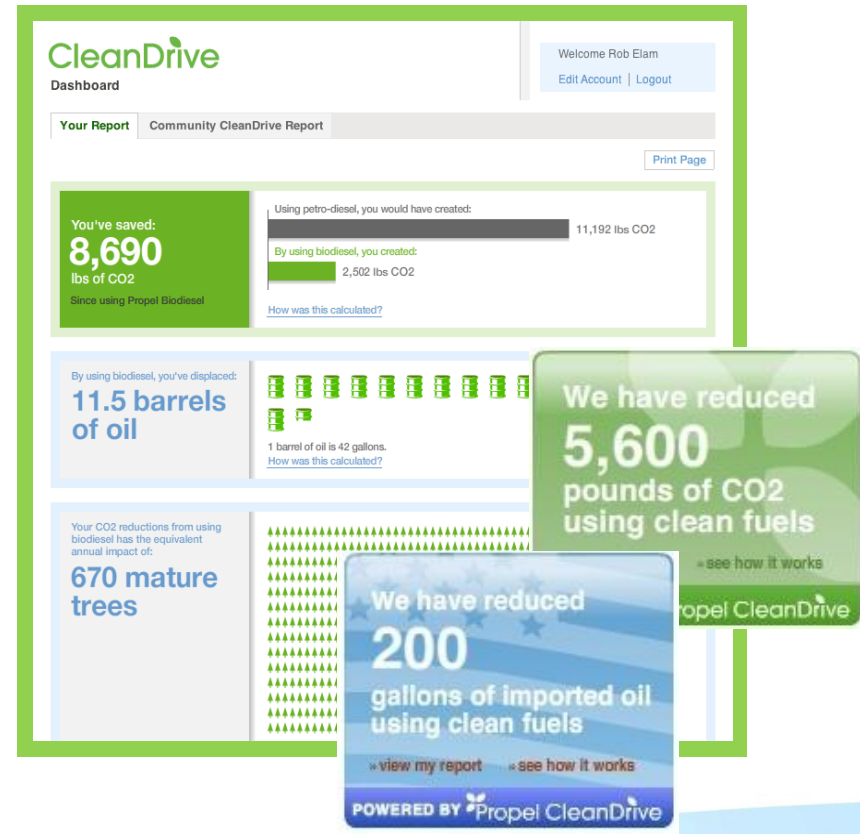 CleanDrive
Dashboard
Welcome Rob Elam
Edit Account | Logout
Your Report
Community CleanDrive Report
Print Page
You've saved:
8,690
lbs of CO2
Since using Propel Biodiesel
Using petro-diesel, you would have created:
11,192 lbs CO2
By using biodiesel, you created:
2,502 lbs CO2
How was this calculated?
By using biodiesel, you've displaced:
11.5 barrels
of oil
1 barrel of oil is 42 gallons.
How was this calculated?
Your CO2 reductions from using
biodiesel has the equivalent
annual impact of:
670 mature
trees
We have reduced
5,600
pounds of CO2
using clean fuels
» see how it works
opel CleanDrive
We have reduced
200
gallons of imported oil
using clean fuels
» view my report » see how it works
POWERED BY Propel CleanDrive